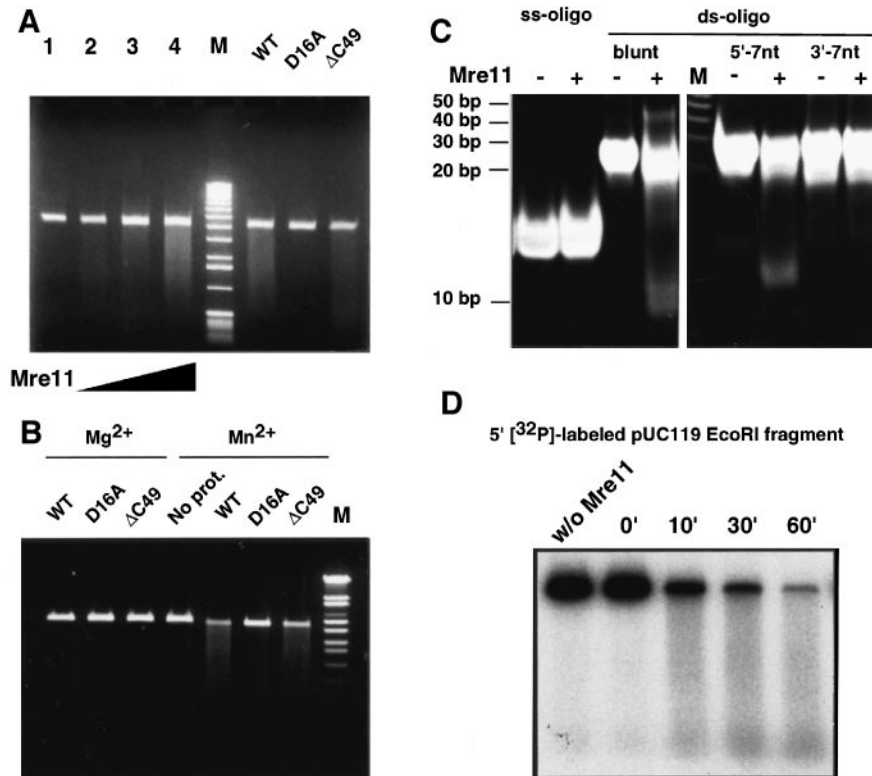 A
1 2 3 4 M WT D16A ΔC49
Mre11
B
Mg2+ Mn2+
WT D16A ΔC49 No prot. WT D16A ΔC49 M
C
ss-oligo ds-oligo
blunt 5'-7nt 3'-7nt
Mre11 - + - + M - + - +
50 bp
40 bp
30 bp
20 bp
10 bp
D
5' [32P]-labeled pUC119 EcoRI fragment
w/o Mre11 0' 10' 30' 60'